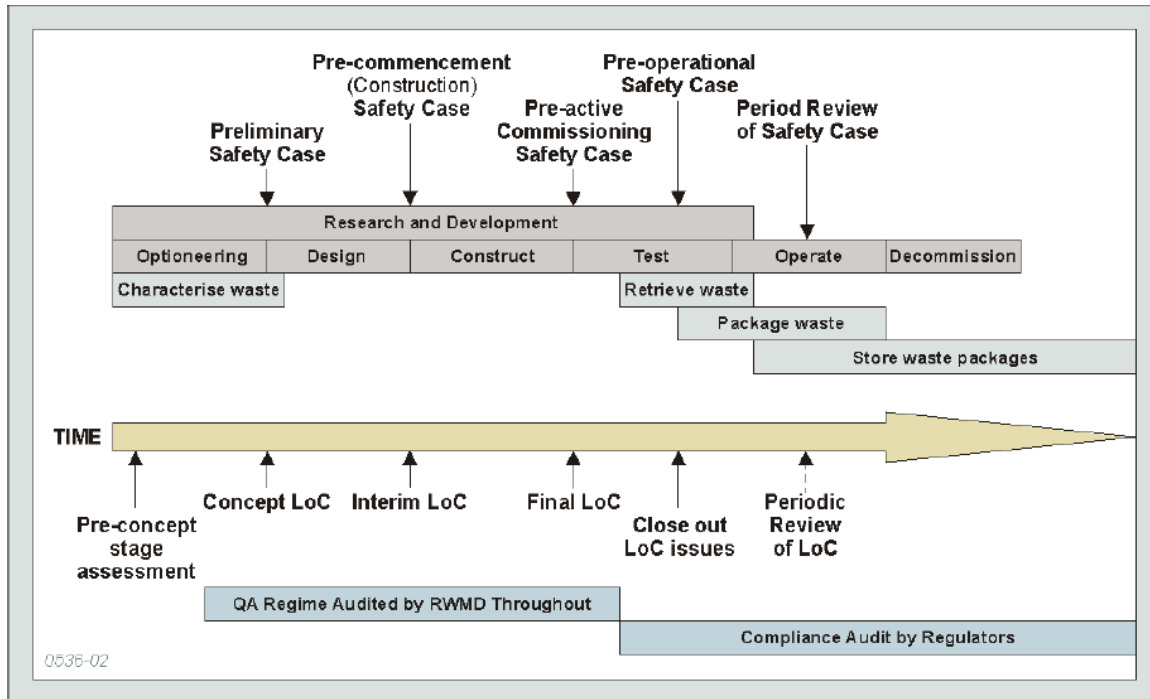 Pre-commencement
(Construction)
Safety Case
Pre-operational
Safety Case
Preliminary
Safety Case
Pre-active
Commissioning
Safety Case
Period Review
of Safety Case
Research and Development
Optioneering
Design
Construct
Test
Operate
Decommission
Characterise waste
Retrieve waste
Package waste
Store waste packages
TIME
Pre-concept
stage
assessment
Concept LoC
Interim LoC
Final LoC
Close out
LoC issues
Periodic
Review
of LoC
QA Regime Audited by RWMD Throughout
Compliance Audit by Regulators
0536-02